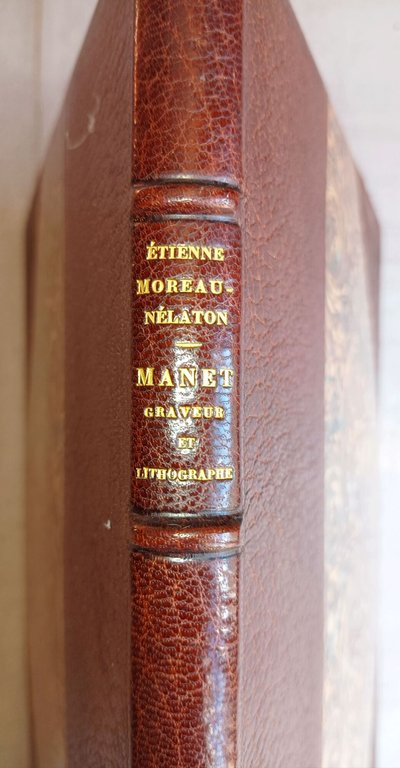 ÉTIENNE
MOREAU-
NÉLATON
MANET
GRAVEUR
ET
LITHOGRAPHE